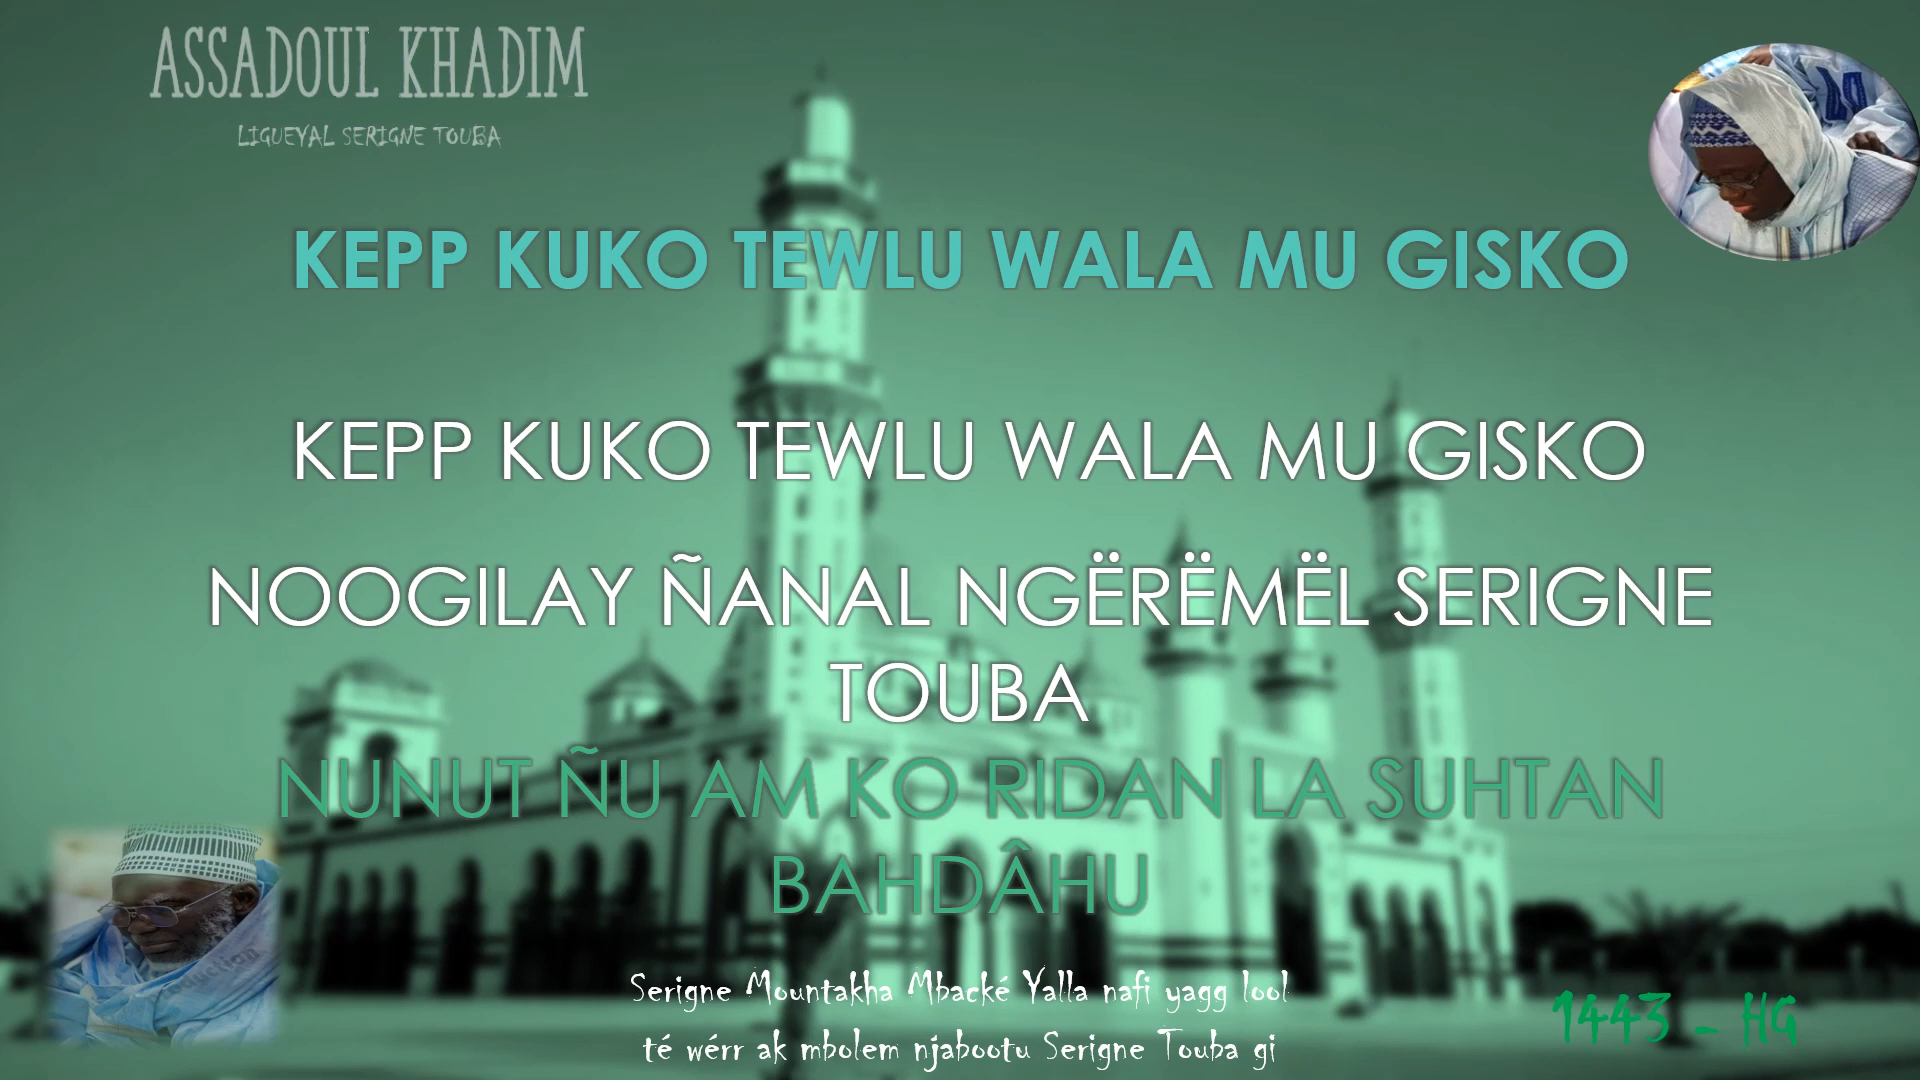 ASSADOUL KHADIM
LIGUEYAL SERIGNE TOUBA
KEPP KUKO TEWLU WALA MU GISKO
KEPP KUKO TEWLU WALA MU GISKO
NOOGILAY ÑANAL NGËRËMËL SERIGNE
TOUBA
NUNUT ÑU AM KO RIDAN LA SUHTAN
BAHDÂHU
Serigne Mountakha Mbacké Yalla nafi yagg lool
té wérr ak mbolem njabootu Serigne Touba gi
1443 - HG